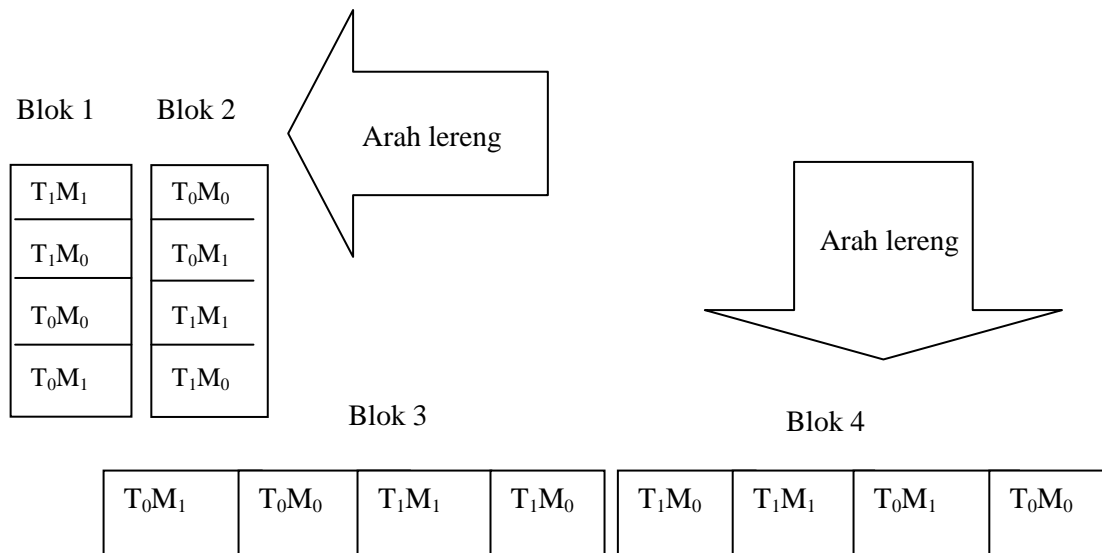 Blok 1
Blok 2
Arah lereng
Arah lereng
T₁M₁
T₁M₀
T₀M₀
T₀M₁
T₀M₀
T₀M₁
T₁M₁
T₁M₀
Blok 3
Blok 4
T₀M₁ T₀M₀ T₁M₁ T₁M₀ T₁M₀ T₁M₁ T₀M₁ T₀M₀